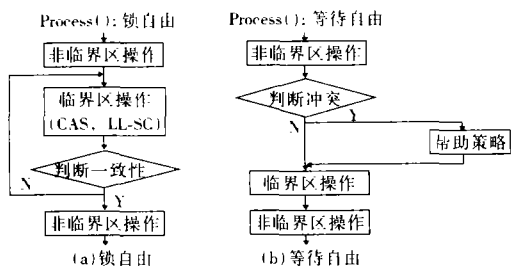 Process(): 锁自由
非临界区操作
临界区操作
(CAS、LL-SC)
判断一致性
N
Y
非临界区操作
(a)锁自由
Process(): 等待自由
非临界区操作
判断冲突
N
Y
帮助策略
临界区操作
非临界区操作
(b)等待自由